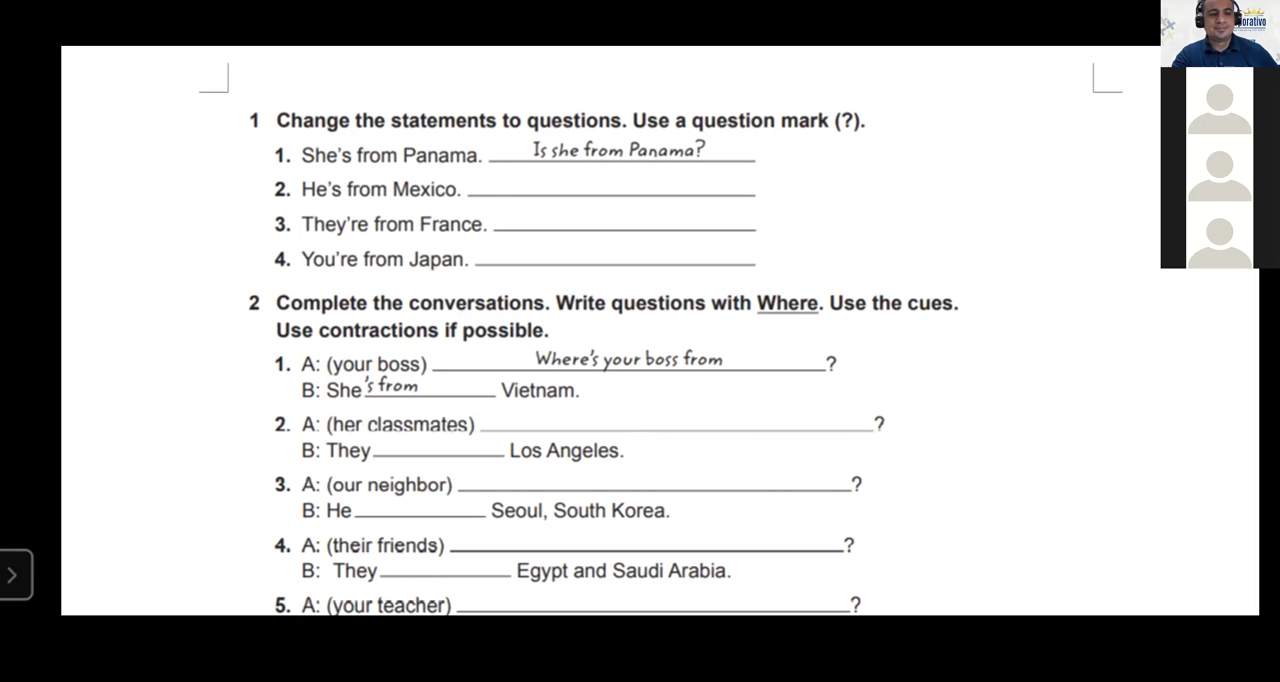 orativo
1 Change the statements to questions. Use a question mark (?).
1. She's from Panama. Is she from Panama?
2. He's from Mexico.
3. They're from France.
4. You're from Japan.
2 Complete the conversations. Write questions with Where. Use the cues.
Use contractions if possible.
1. A: (your boss) Where's your boss from ?
B: She's from Vietnam.
2. A: (her classmates) ?
B: They Los Angeles.
3. A: (our neighbor) ?
B: He Seoul, South Korea.
4. A: (their friends) ?
B: They Egypt and Saudi Arabia.
5. A: (your teacher) ?